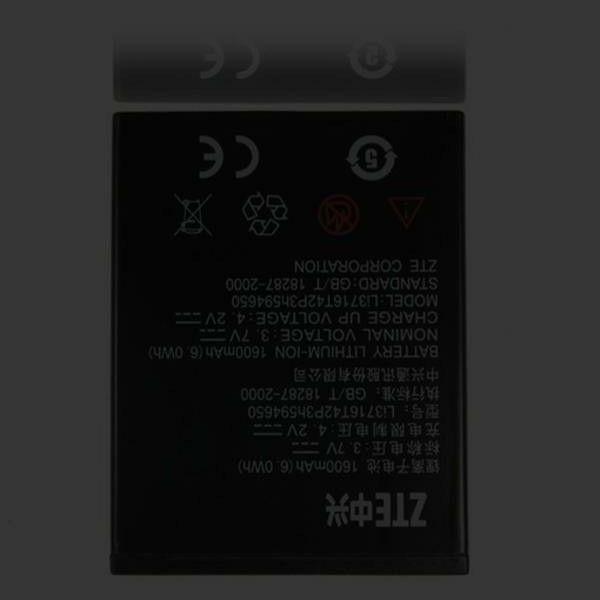 ZTE中兴
锂离子电池 1600mAh(6.0Wh)
标称电压:3.7V
充电限制电压:4.2V
型号:Li3716T42P3h594650
执行标准:GB/T 18287-2000
中兴通讯股份有限公司
BATTERY LITHIUM-ION 1600mAh(6.0Wh)
NOMINAL VOLTAGE:3.7V
CHARGE UP VOLTAGE:4.2V
MODEL:Li3716T42P3h594650
STANDARD:GB/T 18287-2000
ZTE CORPORATION
5 CE
5 CE